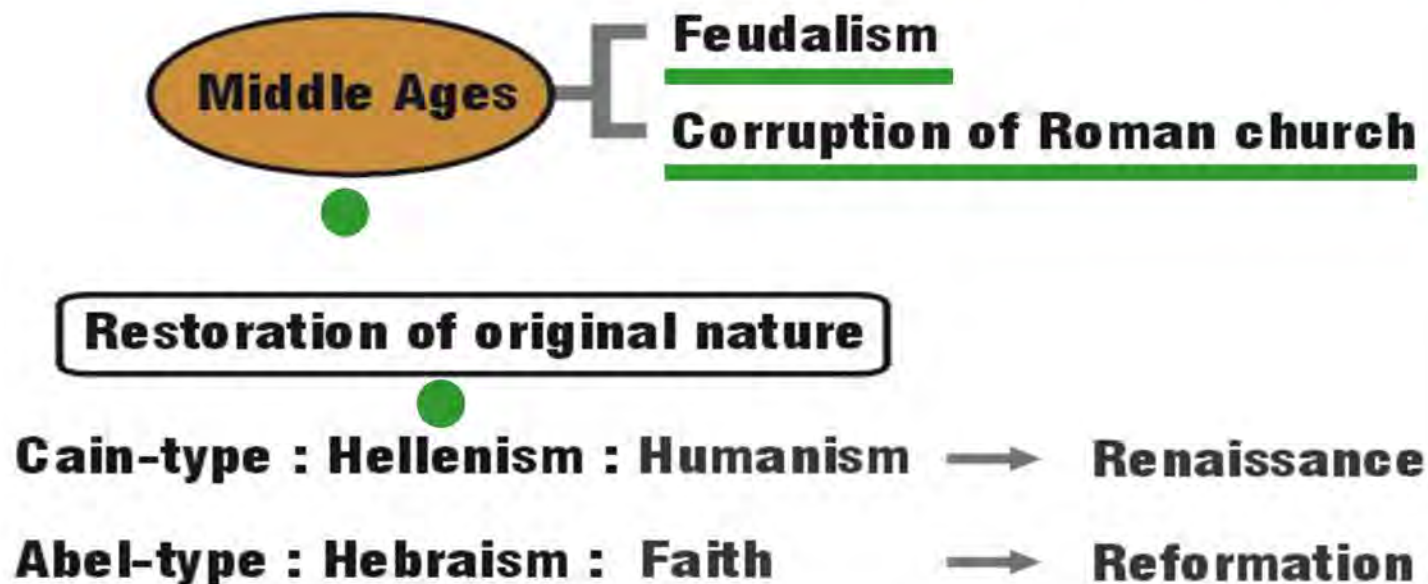 Feudalism
Middle Ages
Corruption of Roman church
Restoration of original nature
Cain-type : Hellenism : Humanism → Renaissance
Abel-type : Hebraism : Faith → Reformation